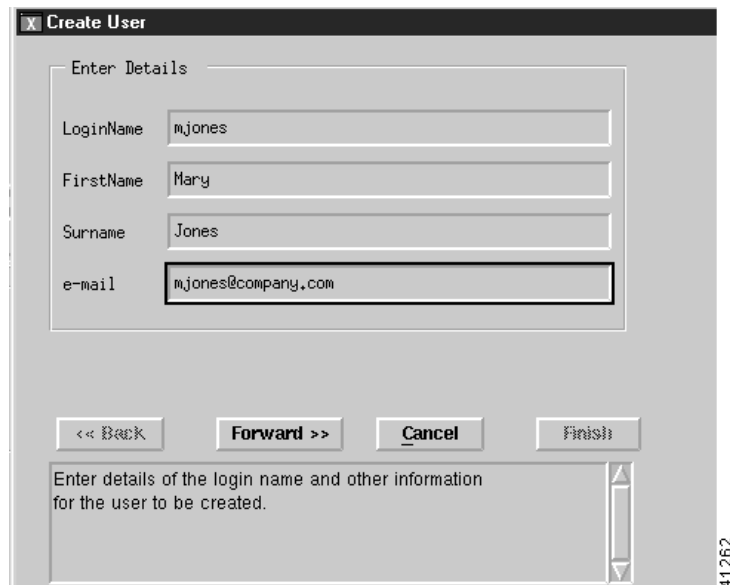 X Create User
Enter Details
LoginName mjones
FirstName Mary
Surname Jones
e-mail mjones@company.com
<< Back Forward >> Cancel Finish
Enter details of the login name and other information
for the user to be created.
41262